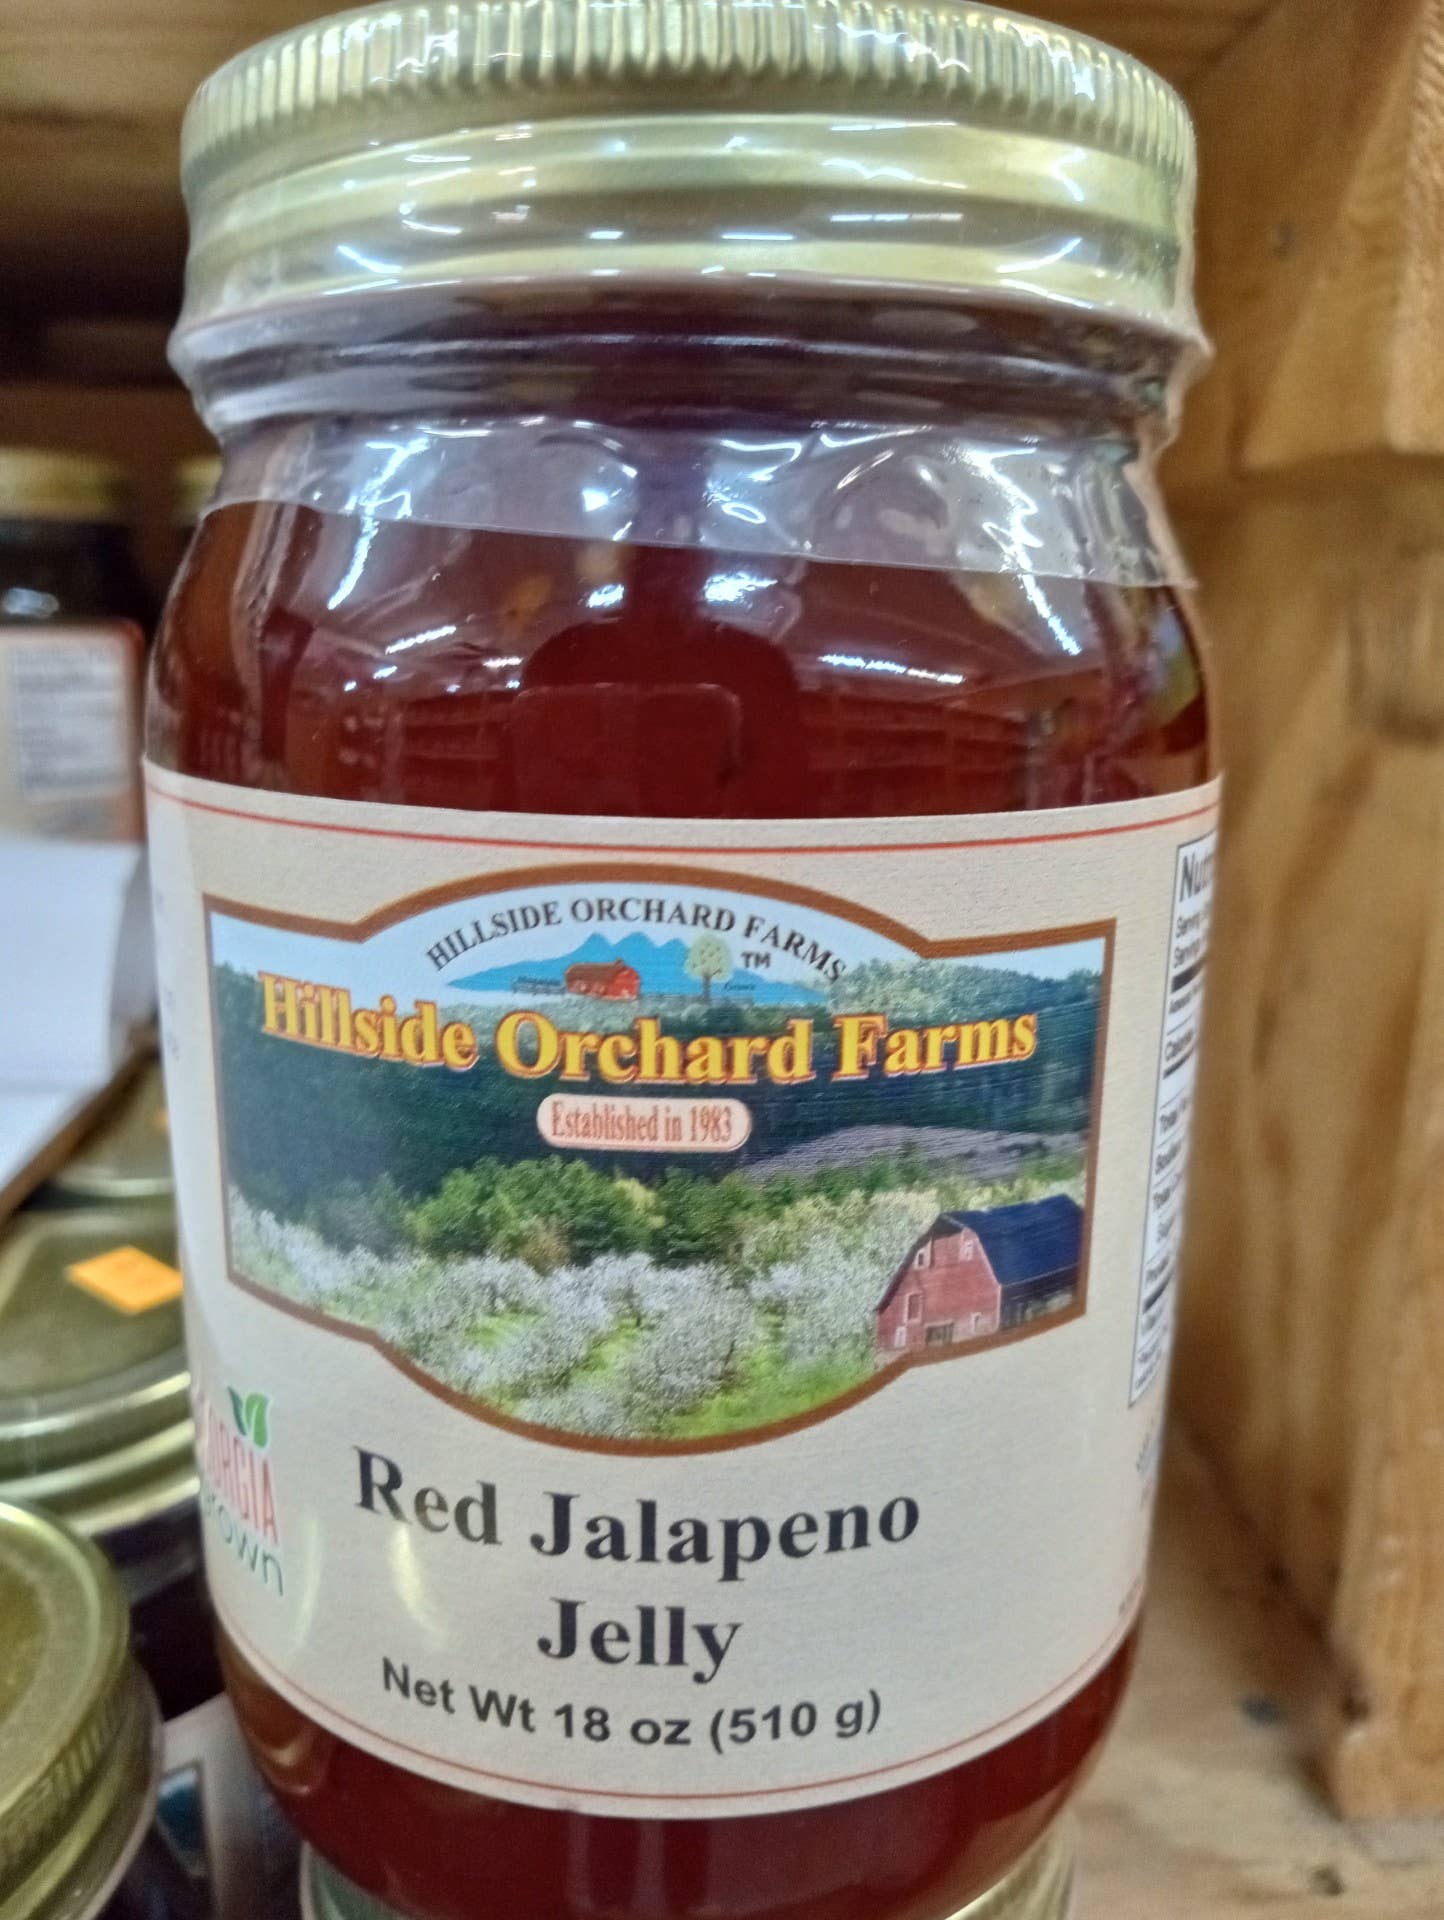 HILLSIDE ORCHARD FARMS
TM
Hillside Orchard Farms
Established in 1983
Red Jalapeno
Jelly
Net Wt 18 oz (510 g)